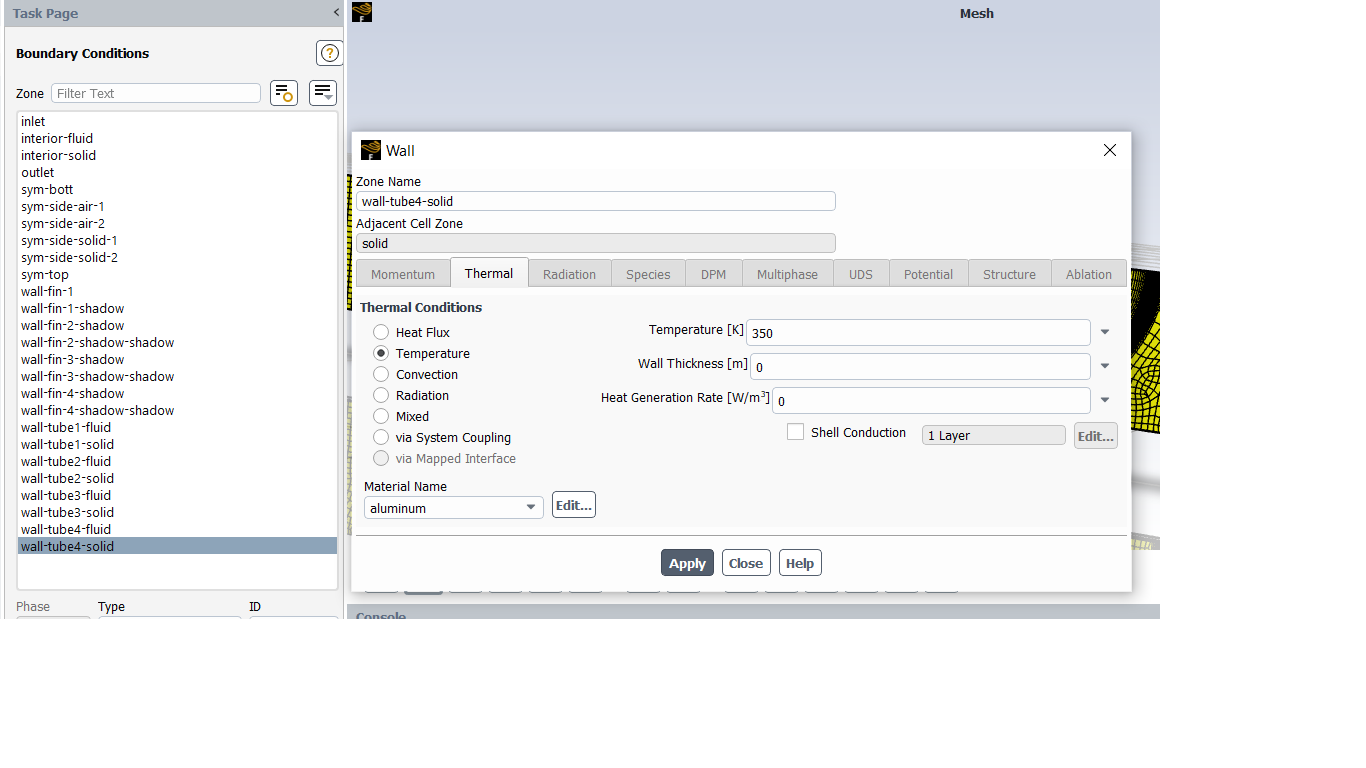 Task Page <
Mesh
Boundary Conditions
?
Zone Filter Text
inlet
interior-fluid
interior-solid
outlet
sym-bott
sym-side-air-1
sym-side-air-2
sym-side-solid-1
sym-side-solid-2
sym-top
wall-fin-1
wall-fin-1-shadow
wall-fin-2-shadow
wall-fin-2-shadow-shadow
wall-fin-3-shadow
wall-fin-3-shadow-shadow
wall-fin-4-shadow
wall-fin-4-shadow-shadow
wall-tube1-fluid
wall-tube1-solid
wall-tube2-fluid
wall-tube2-solid
wall-tube3-fluid
wall-tube3-solid
wall-tube4-fluid
wall-tube4-solid
Phase Type ID
Wall
Zone Name
wall-tube4-solid
Adjacent Cell Zone
solid
Momentum Thermal Radiation Species DPM Multiphase UDS Potential Structure Ablation
Thermal Conditions
Heat Flux
Temperature
Convection
Radiation
Mixed
via System Coupling
via Mapped Interface
Temperature [K] 350
Wall Thickness [m] 0
Heat Generation Rate [W/m³] 0
Shell Conduction 1 Layer Edit...
Material Name
aluminum Edit...
Apply Close Help
Console